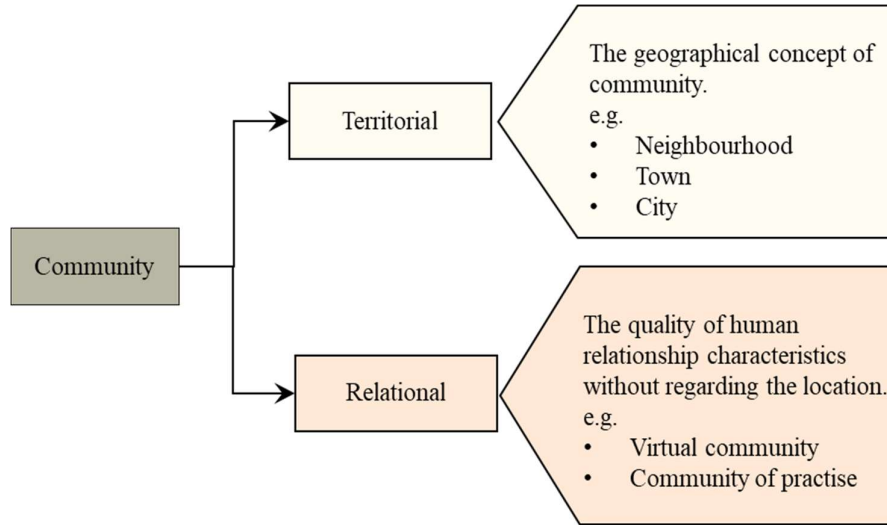 Community
Territorial
The geographical concept of
community.
e.g.
• Neighbourhood
• Town
• City
Relational
The quality of human
relationship characteristics
without regarding the location.
e.g.
• Virtual community
• Community of practise